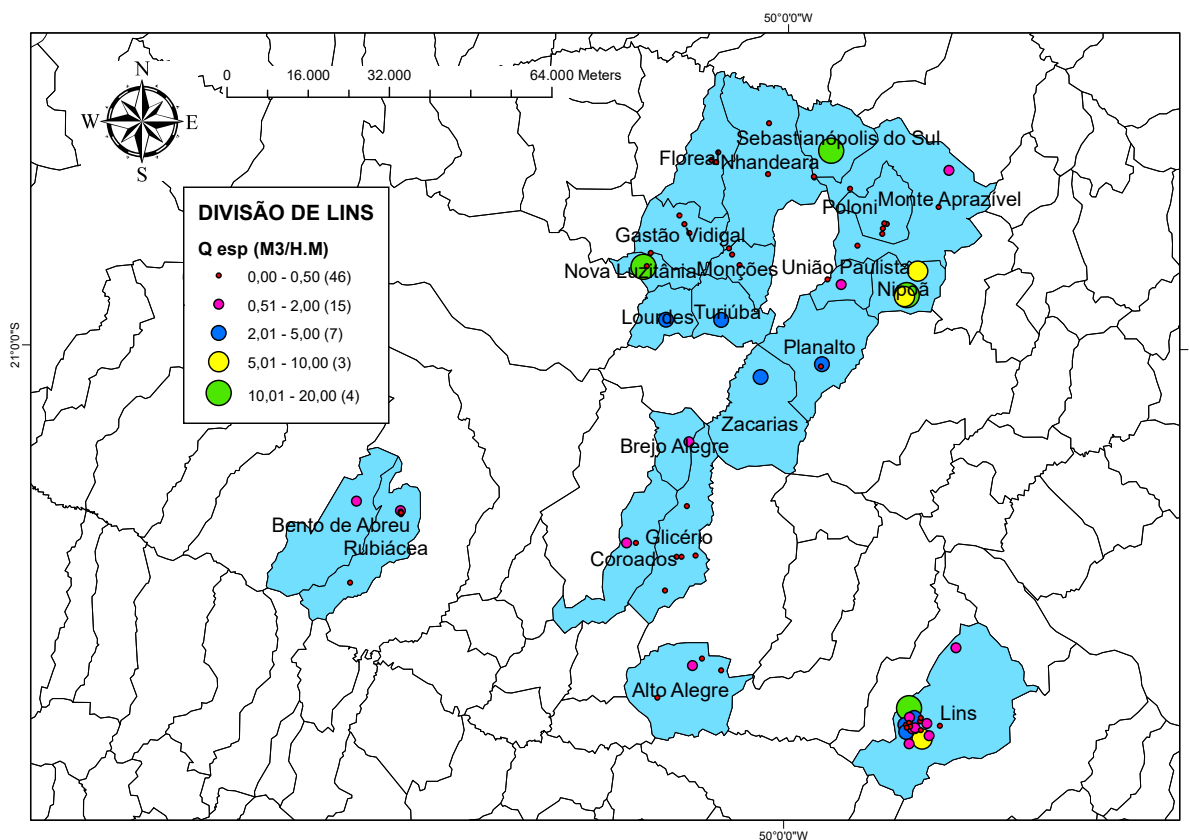 50°0'0"W
N
W
E
S
0
16.000
32.000
64.000 Meters
Sebastianópolis do Sul
Floreal
Nhandeara
Monte Aprazível
Poloni
Gastão Vidigal
Nova Luzitânia
Monções
União Paulista
Nipoã
Lourdes
Turiúba
Planalto
Zacarias
Brejo Alegre
Bento de Abreu
Rubiácea
Glicério
Coroados
Alto Alegre
Lins
DIVISÃO DE LINS
Q esp (M3/H.M)
0,00 - 0,50 (46)
0,51 - 2,00 (15)
2,01 - 5,00 (7)
5,01 - 10,00 (3)
10,01 - 20,00 (4)
21°0'0"S
50°0'0"W